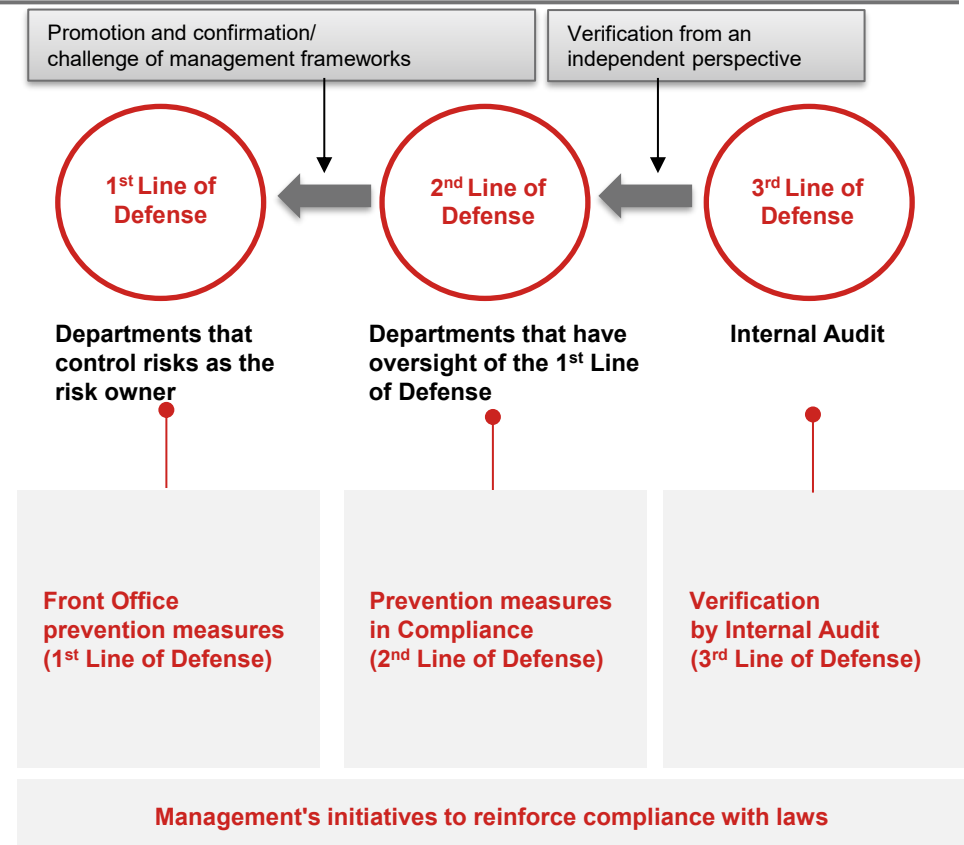 Promotion and confirmation/
challenge of management frameworks
Verification from an
independent perspective
1st Line of
Defense
2nd Line of
Defense
3rd Line of
Defense
Departments that
control risks as the
risk owner
Departments that have
oversight of the 1st Line
of Defense
Internal Audit
Front Office
prevention measures
(1st Line of Defense)
Prevention measures
in Compliance
(2nd Line of Defense)
Verification
by Internal Audit
(3rd Line of Defense)
Management's initiatives to reinforce compliance with laws